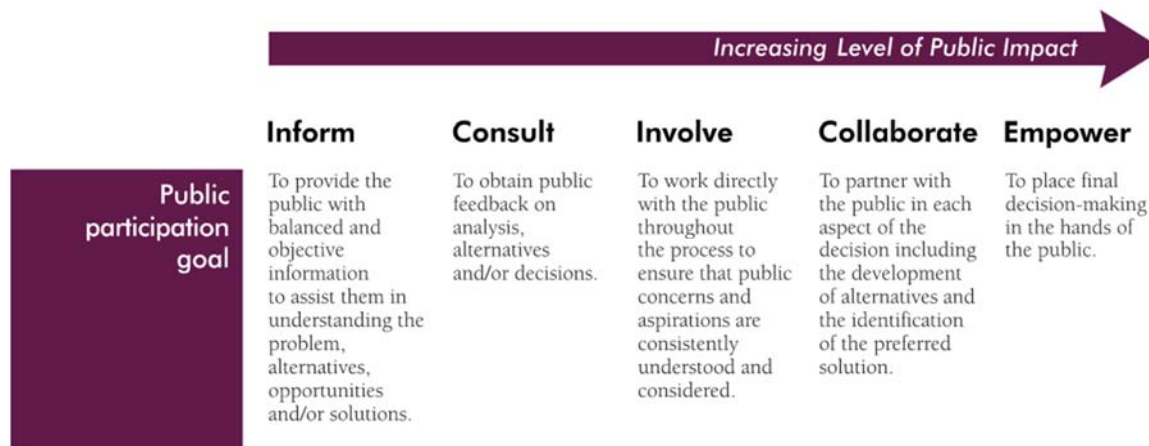 Increasing Level of Public Impact
Inform
Consult
Involve
Collaborate
Empower
Public
participation
goal
To provide the
public with
balanced and
objective
information
to assist them in
understanding the
problem,
alternatives,
opportunities
and/or solutions.
To obtain public
feedback on
analysis,
alternatives
and/or decisions.
To work directly
with the public
throughout
the process to
ensure that public
concerns and
aspirations are
consistently
understood and
considered.
To partner with
the public in each
aspect of the
decision including
the development
of alternatives and
the identification
of the preferred
solution.
To place final
decision-making
in the hands of
the public.